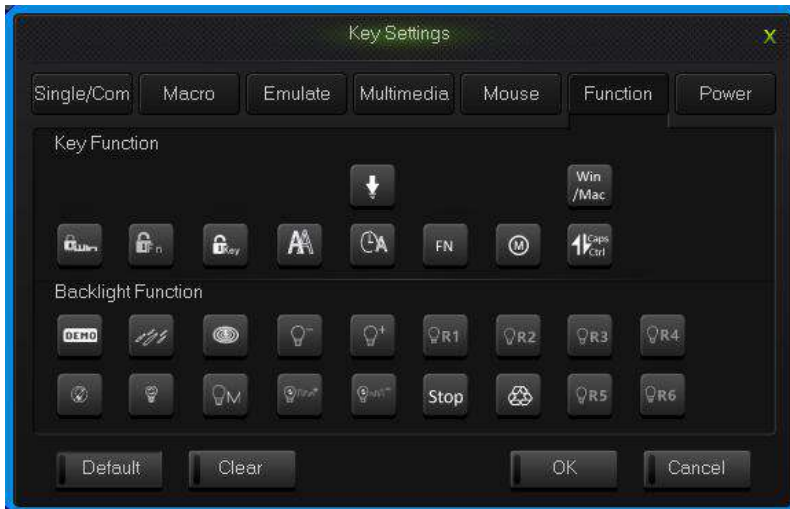 Key Settings
X
Single/Com Macro Emulate Multimedia Mouse Function Power
Key Function
Win
/Mac
Fn Key A FN M Caps
Ctrl
Backlight Function
DEMO R1 R2 R3 R4
M Stop R5 R6
Default Clear OK Cancel